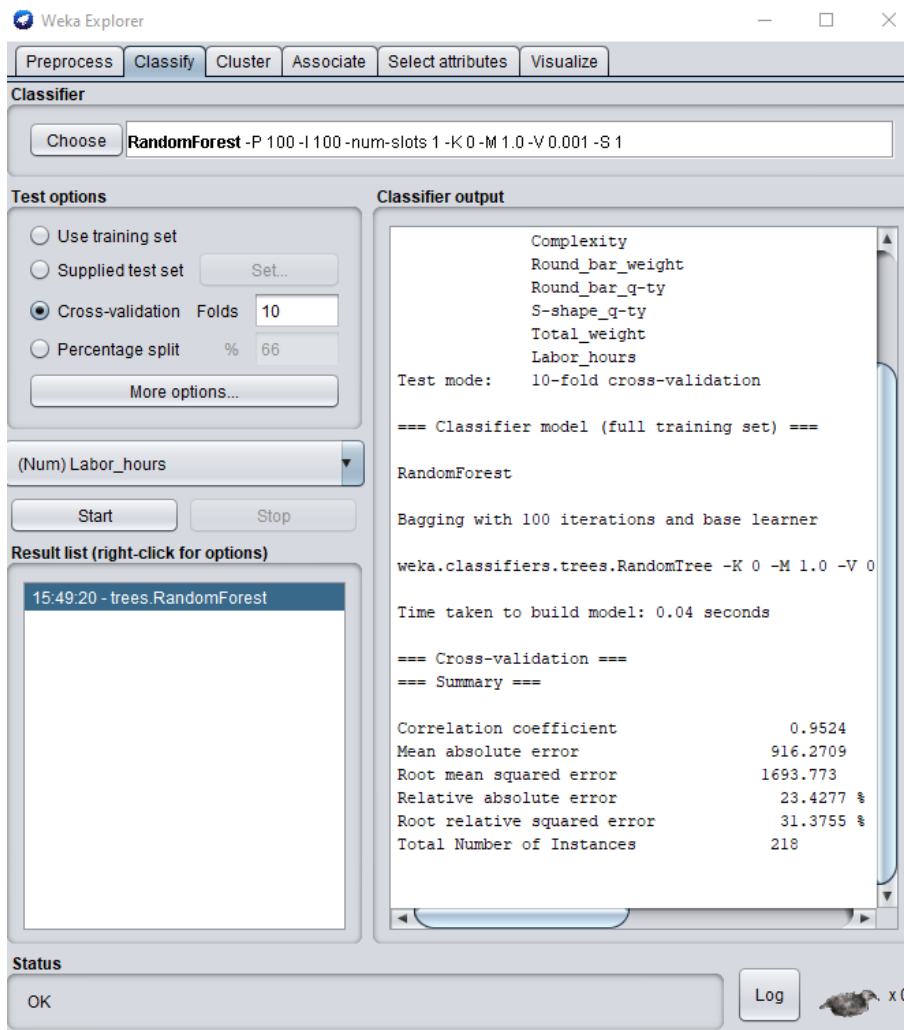 Weka Explorer
Preprocess Classify Cluster Associate Select attributes Visualize
Classifier
Choose RandomForest -P 100 -I 100 -num-slots 1 -K 0 -M 1.0 -V 0.001 -S 1
Test options
Use training set
Supplied test set Set...
Cross-validation Folds 10
Percentage split % 66
More options...
(Num) Labor_hours
Start Stop
Result list (right-click for options)
15:49:20 - trees.RandomForest
Classifier output
Complexity
Round_bar_weight
Round_bar_q-ty
S-shape_q-ty
Total_weight
Labor_hours
Test mode: 10-fold cross-validation
=== Classifier model (full training set) ===
RandomForest
Bagging with 100 iterations and base learner
weka.classifiers.trees.RandomTree -K 0 -M 1.0 -V 0
Time taken to build model: 0.04 seconds
=== Cross-validation ===
=== Summary ===
Correlation coefficient 0.9524
Mean absolute error 916.2709
Root mean squared error 1693.773
Relative absolute error 23.4277 %
Root relative squared error 31.3755 %
Total Number of Instances 218
Status
OK
Log
x 0